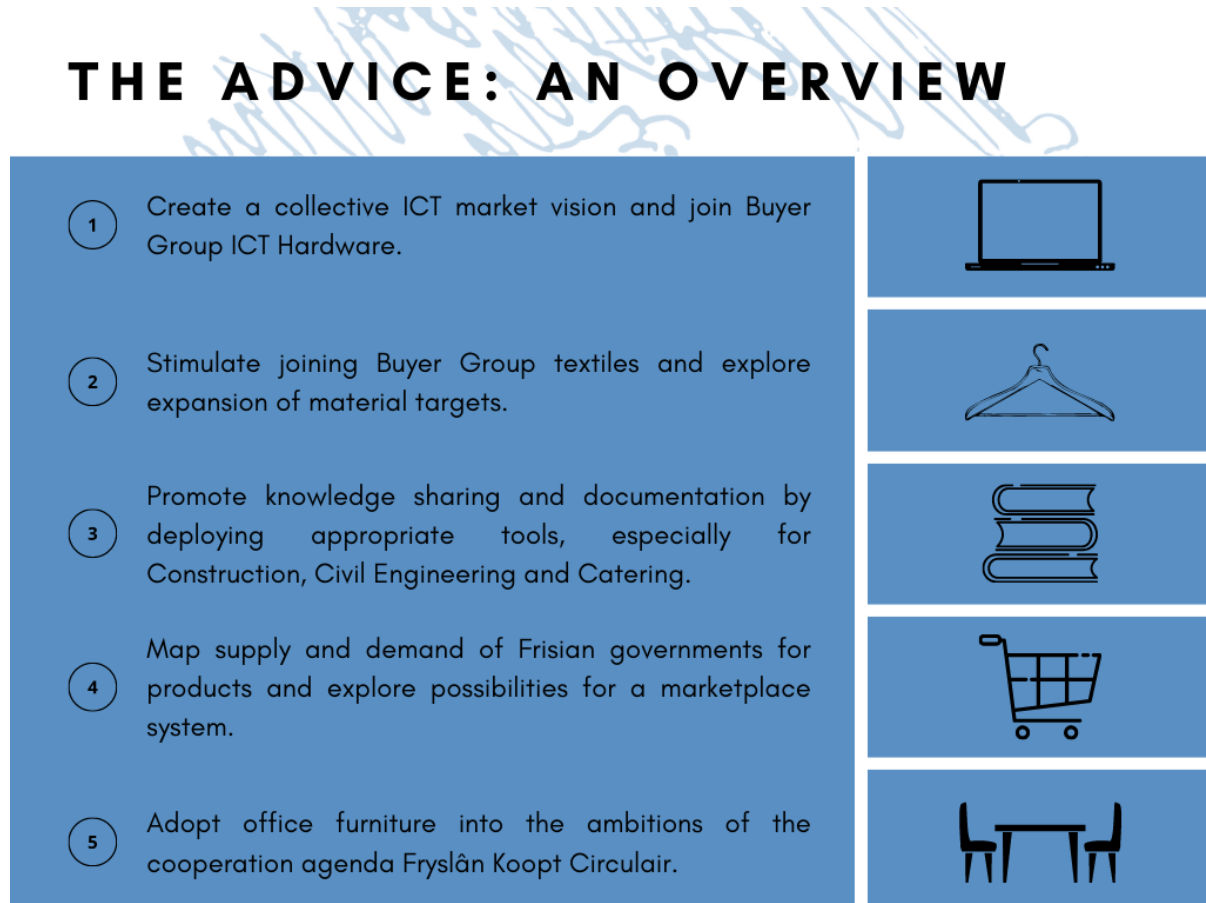 THE ADVICE: AN OVERVIEW
1
Create a collective ICT market vision and join Buyer
Group ICT Hardware.
2
Stimulate joining Buyer Group textiles and explore
expansion of material targets.
3
Promote knowledge sharing and documentation by
deploying appropriate tools, especially for
Construction, Civil Engineering and Catering.
4
Map supply and demand of Frisian governments for
products and explore possibilities for a marketplace
system.
5
Adopt office furniture into the ambitions of the
cooperation agenda Fryslân Koopt Circulair.